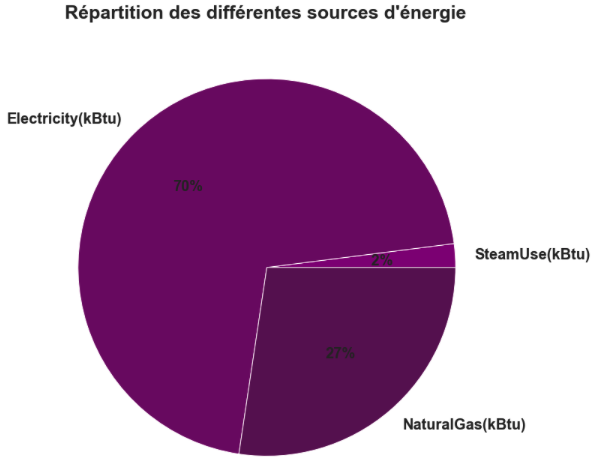 Répartition des différentes sources d'énergie
Electricity(kBtu)
70%
SteamUse(kBtu)
2%
27%
NaturalGas(kBtu)